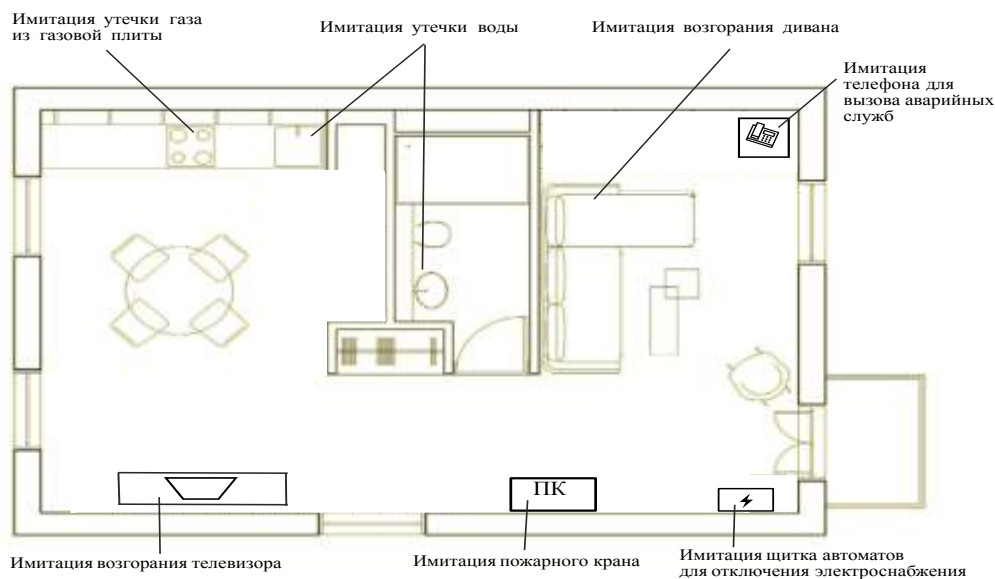 Имитация утечки газа
из газовой плиты
Имитация утечки воды
Имитация возгорания дивана
Имитация
телефона для
вызова аварийных
служб
ПК
Имитация возгорания телевизора
Имитация пожарного крана
Имитация щитка автоматов
для отключения электроснабжения